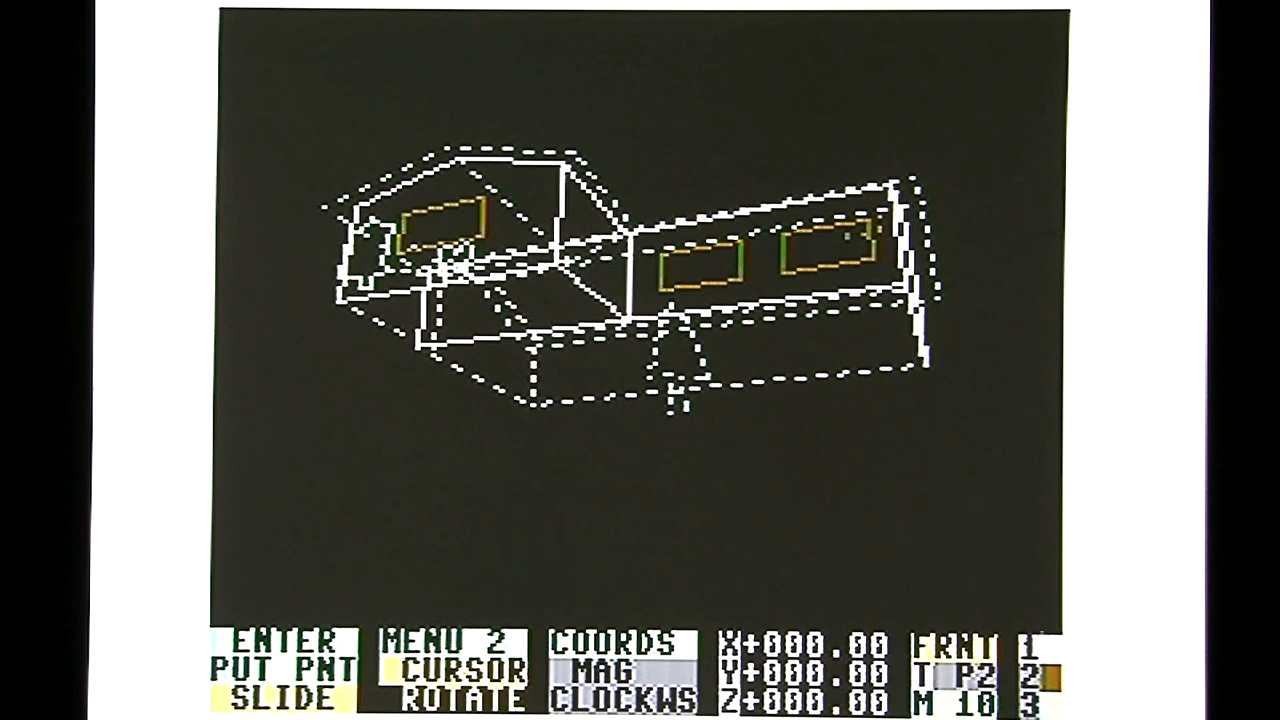 ENTER MENU 2 COORDS X+000.00 FRNT 1
PUT PNT CURSOR MAG Y+000.00 T P2 2
SLIDE ROTATE CLOCKWS Z+000.00 M 10 3